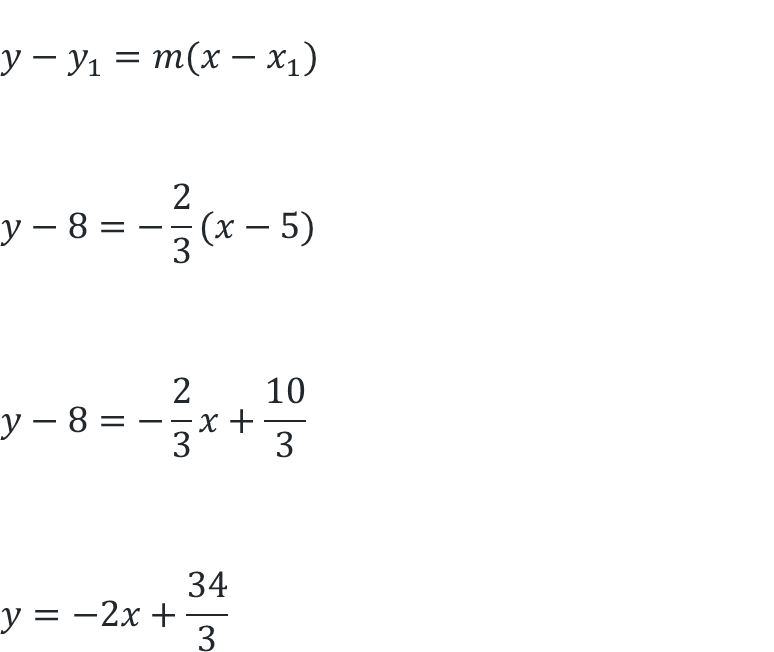 y − y₁ = m(x − x₁)
y − 8 = −2/3(x − 5)
y − 8 = −2/3x + 10/3
y = −2x + 34/3